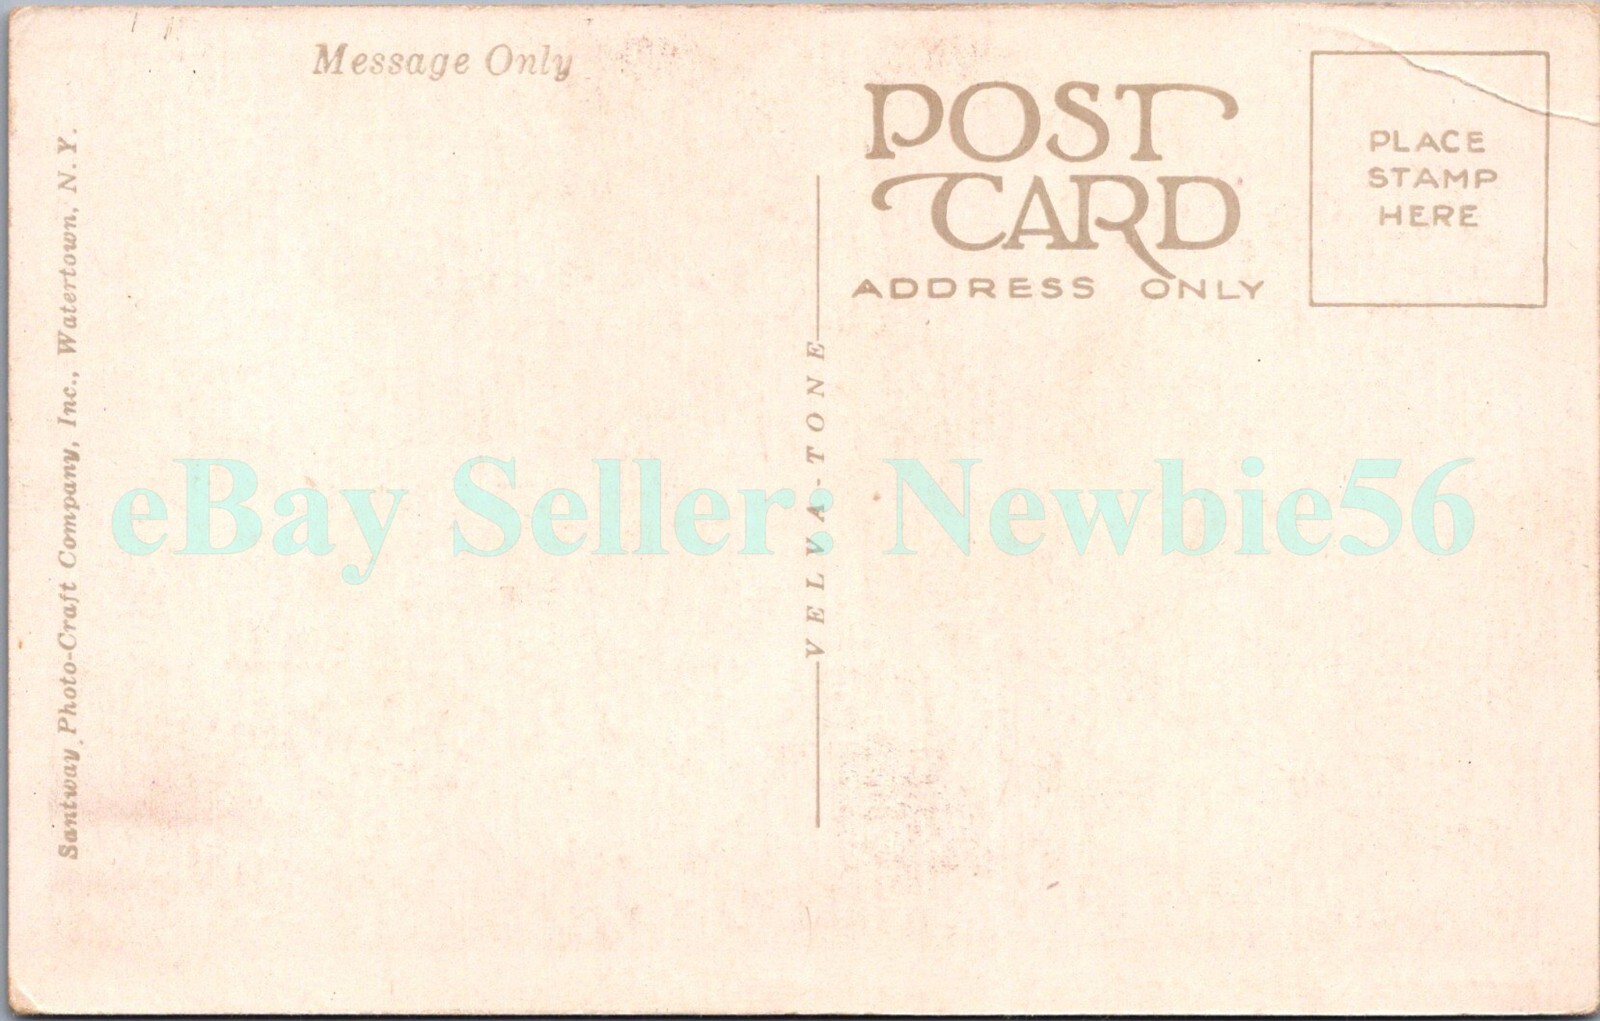 Message Only
POST
CARD
ADDRESS ONLY
PLACE
STAMP
HERE
Santway Photo-Craft Company, Inc., Watertown, N. Y.
VELVA-TONE
eBay Seller: Newbie56